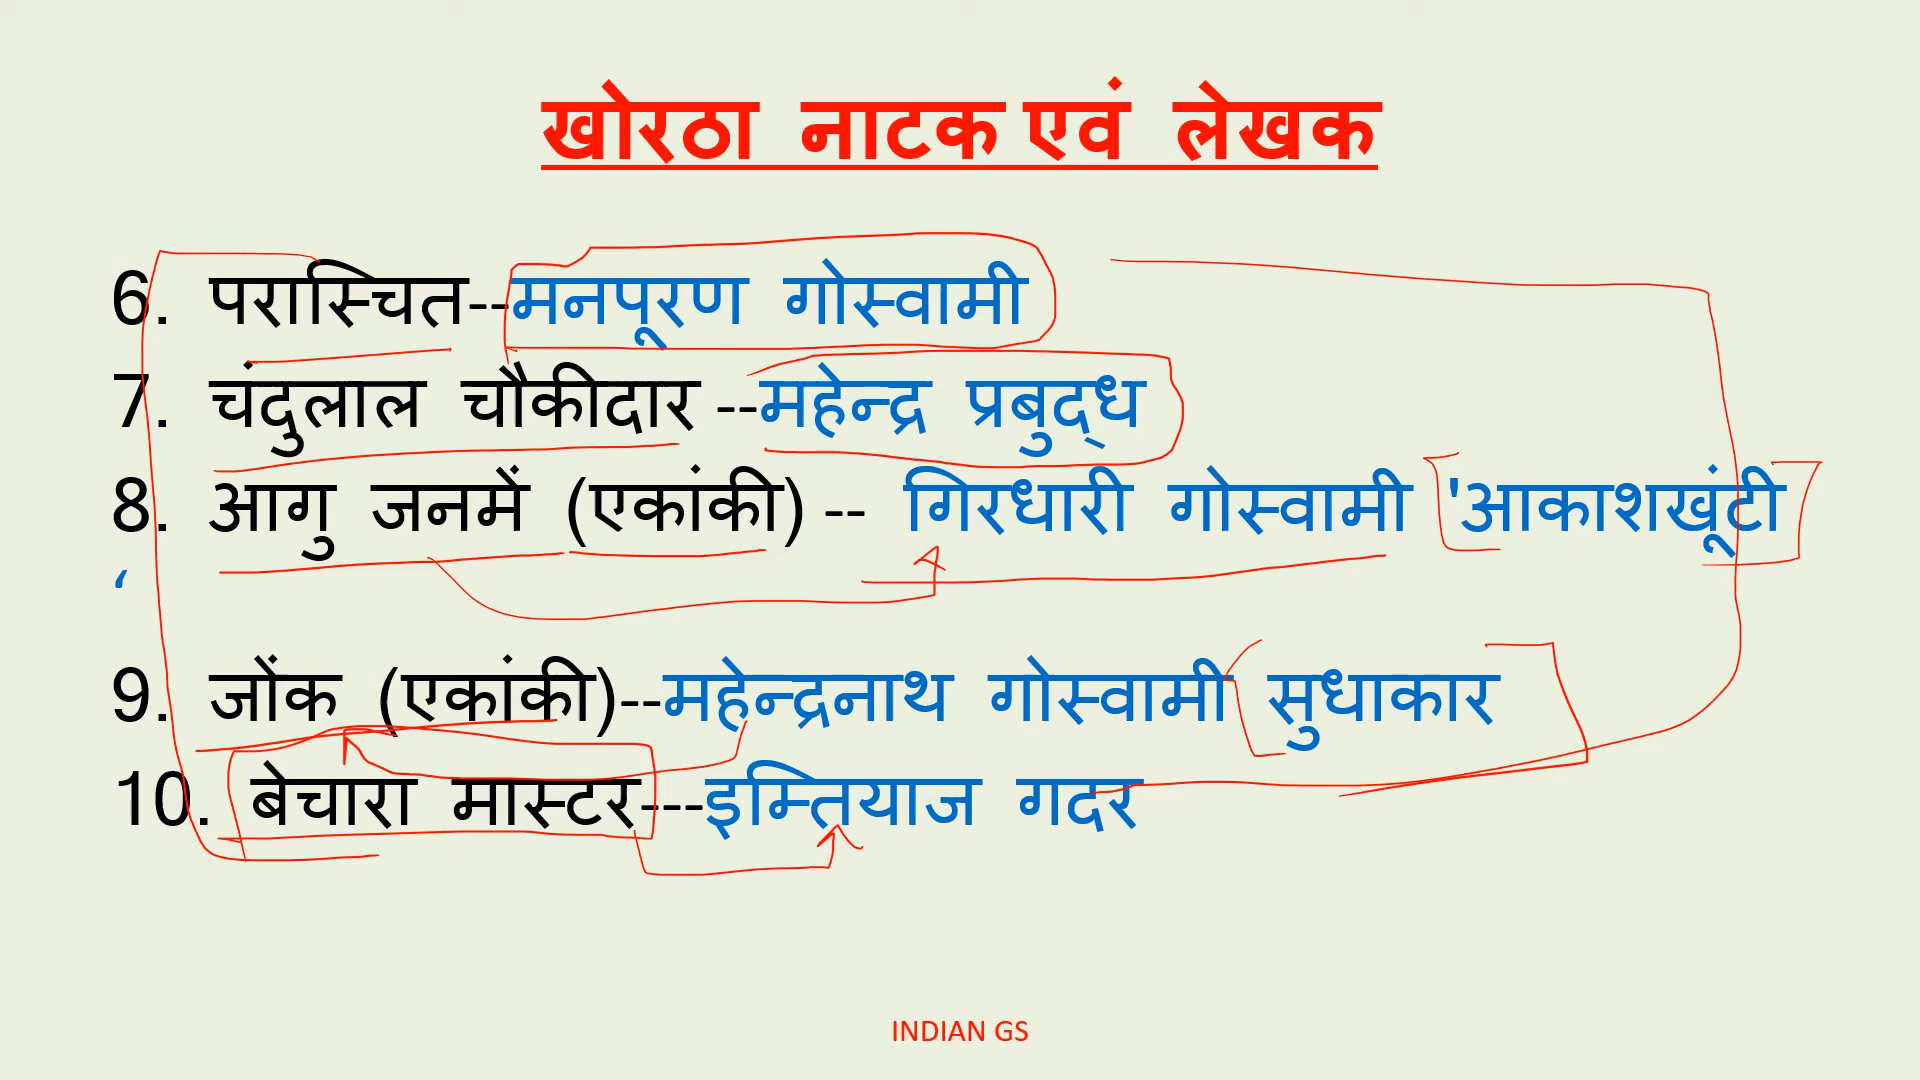 खोरठा नाटक एवं लेखक
6. परास्चित--मनपूरण गोस्वामी
7. चंदुलाल चौकीदार --महेन्द्र प्रबुद्ध
8. आगु जनमें (एकांकी) -- गिरधारी गोस्वामी 'आकाशखूंटी
‘
9. जोंक (एकांकी)--महेन्द्रनाथ गोस्वामी सुधाकार
10. बेचारा मास्टर---इम्तियाज गदर
INDIAN GS